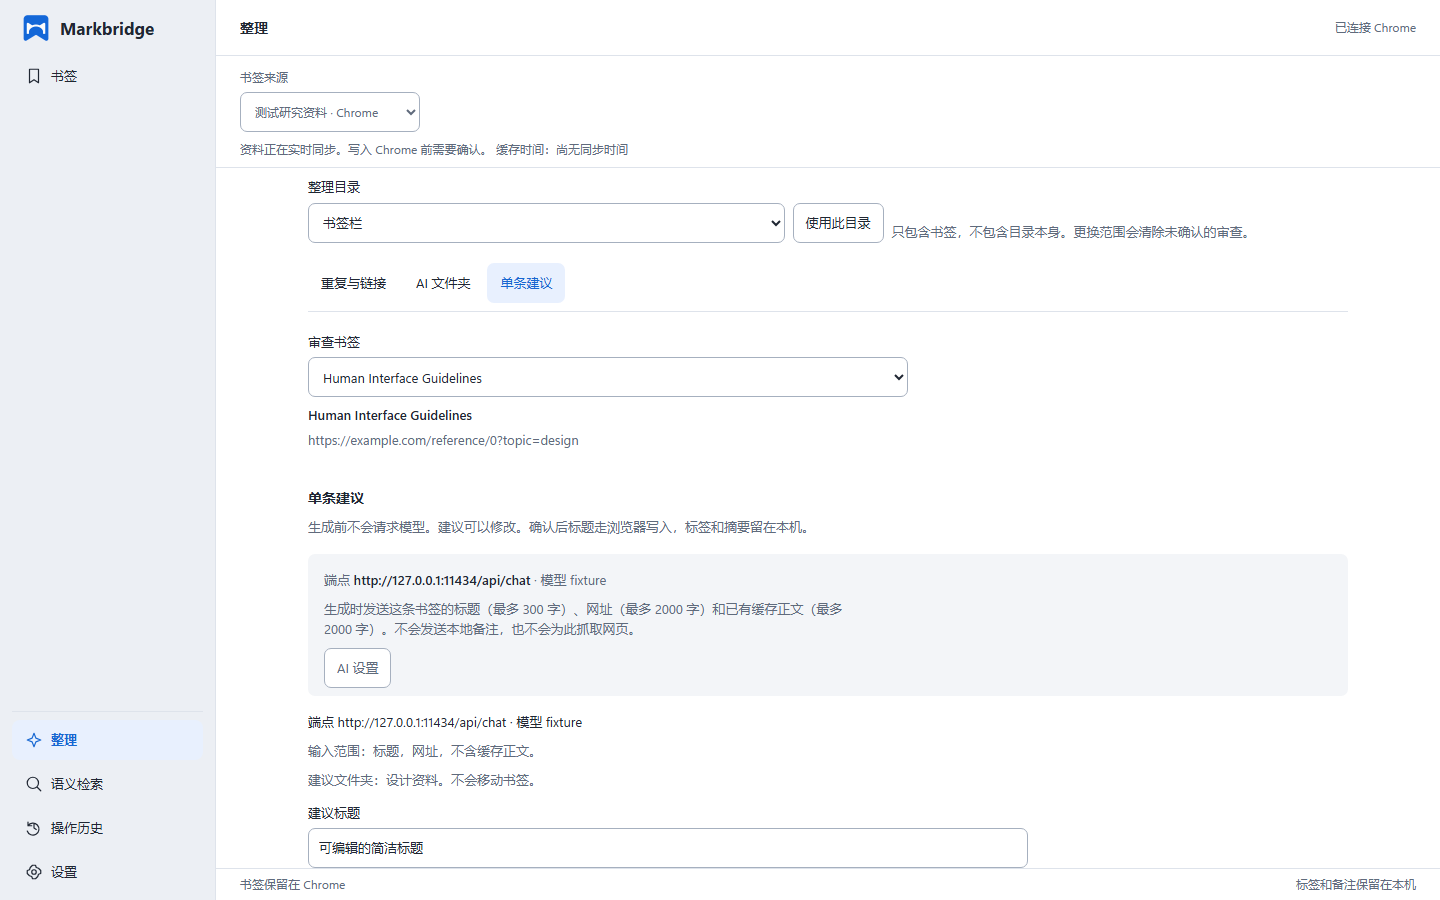 Markbridge
整理
已连接 Chrome
书签
书签来源
测试研究资料 · Chrome
资料正在实时同步。写入 Chrome 前需要确认。 缓存时间：尚无同步时间
整理目录
书签栏
使用此目录
只包含书签，不包含目录本身。更换范围会清除未确认的审查。
重复与链接
AI 文件夹
单条建议
审查书签
Human Interface Guidelines
Human Interface Guidelines
https://example.com/reference/0?topic=design
单条建议
生成前不会请求模型。建议可以修改。确认后标题走浏览器写入，标签和摘要留在本机。
端点 http://127.0.0.1:11434/api/chat · 模型 fixture
生成时发送这条书签的标题（最多 300 字）、网址（最多 2000 字）和已有缓存正文（最多
2000 字）。不会发送本地备注，也不会为此抓取网页。
AI 设置
端点 http://127.0.0.1:11434/api/chat · 模型 fixture
输入范围：标题，网址，不含缓存正文。
建议文件夹：设计资料。不会移动书签。
建议标题
可编辑的简洁标题
整理
语义检索
操作历史
设置
书签保留在 Chrome
标签和备注保留在本机